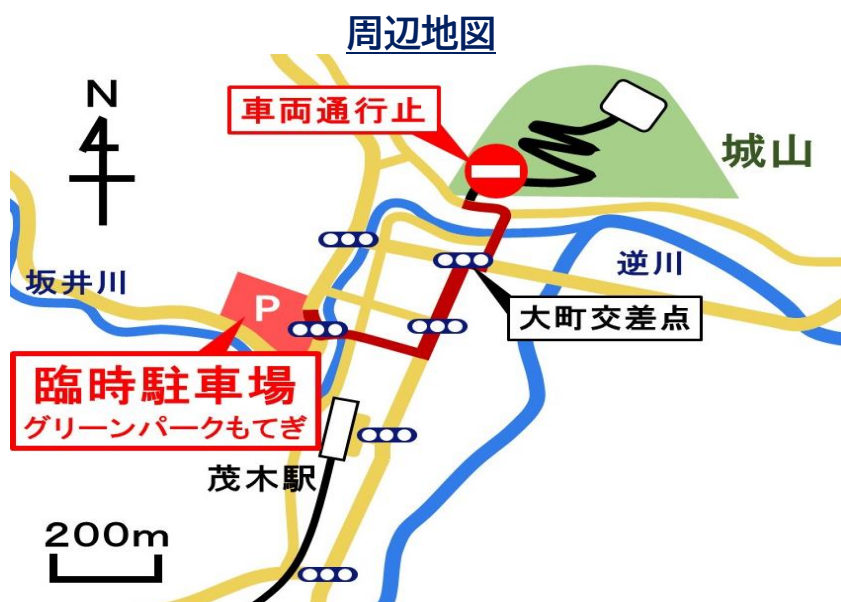 周辺地図
N
車両通行止
城山
坂井川
P
逆川
大町交差点
臨時駐車場
グリーンパークもてぎ
茂木駅
200m